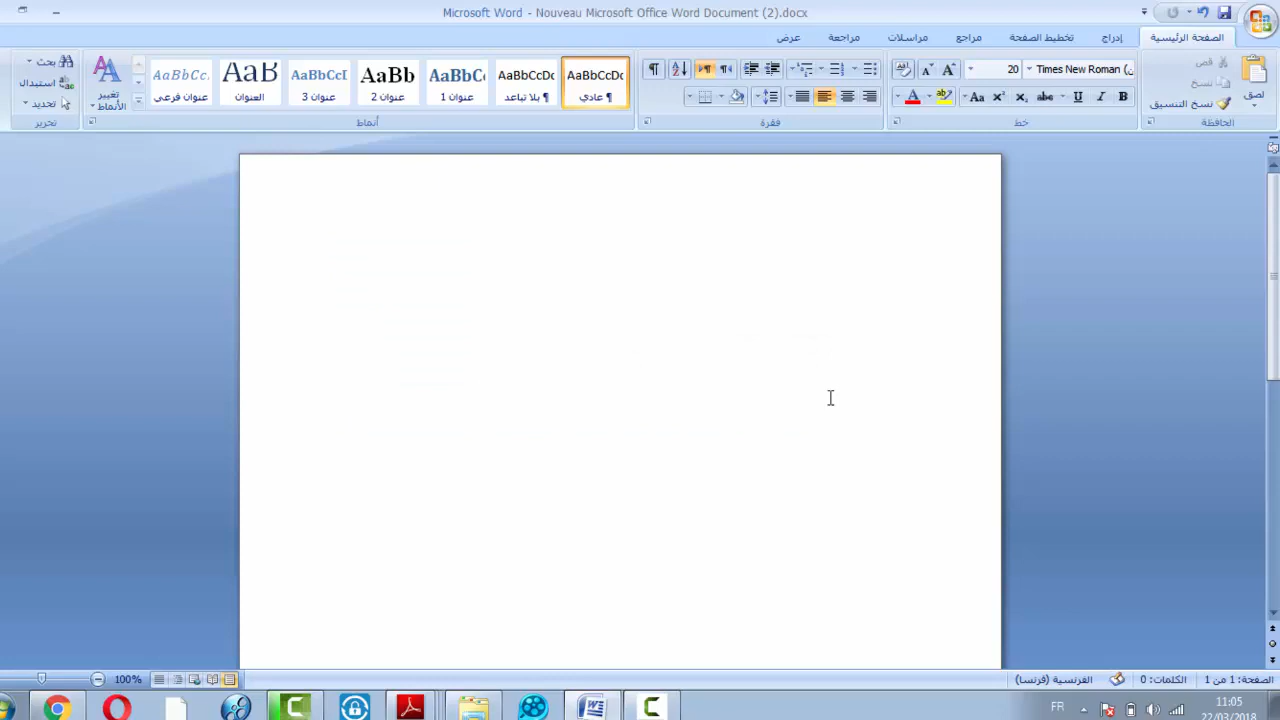 Microsoft Word - Nouveau Microsoft Office Word Document (2).docx
الصفحة الرئيسية
إدراج
تخطيط الصفحة
مراجع
مراسلات
مراجعة
عرض
لصق
قص
نسخ
نسخ التنسيق
الحافظة
Times New Roman (
20
خط
فقرة
AaBbCcDc
¶ عادي
AaBbCcDc
¶ بلا تباعد
AaBbC
عنوان 1
AaBb
عنوان 2
AaBbCcI
عنوان 3
AaB
العنوان
AaBbCc.
عنوان فرعي
تغيير
الأنماط
أنماط
بحث
استبدال
تحديد
تحرير
الصفحة: 1 من 1
الكلمات: 0
الفرنسية (فرنسا)
100%
FR
11:05
22/03/2018